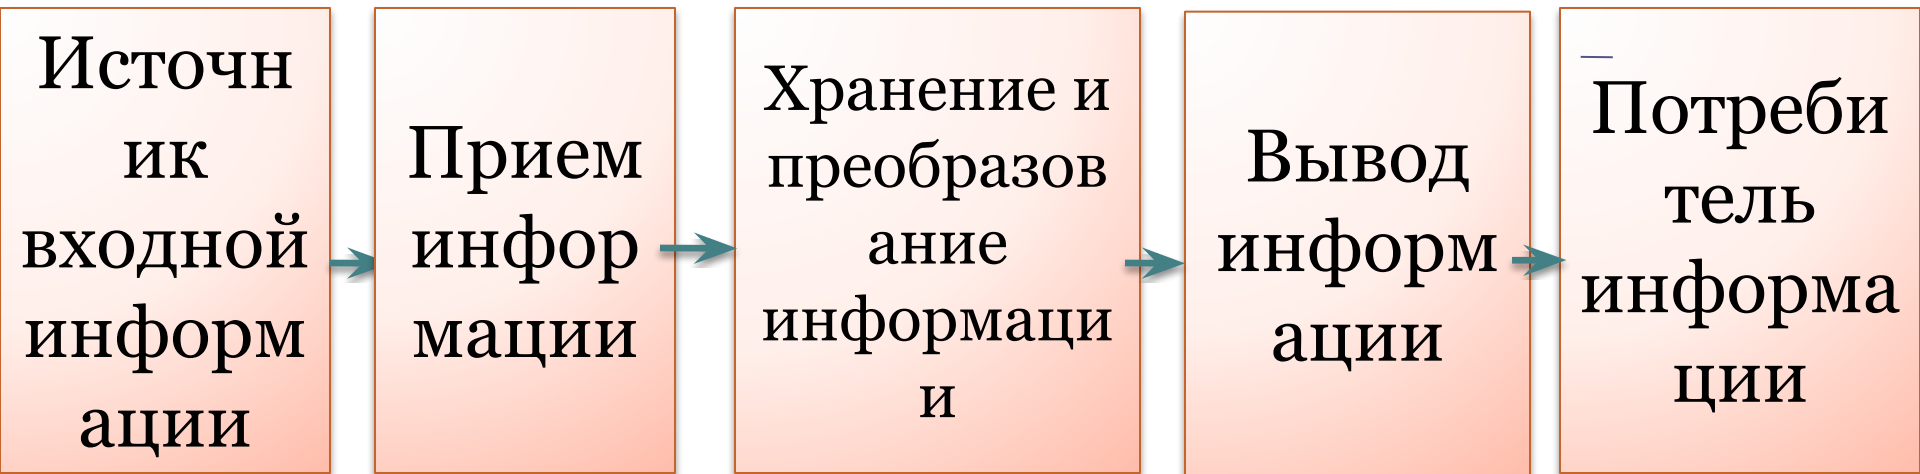 Источн
ик
входной
информ
ации
Прием
инфор
мации
Хранение и
преобразов
ание
информаци
и
Вывод
информ
ации
Потреби
тель
информа
ции